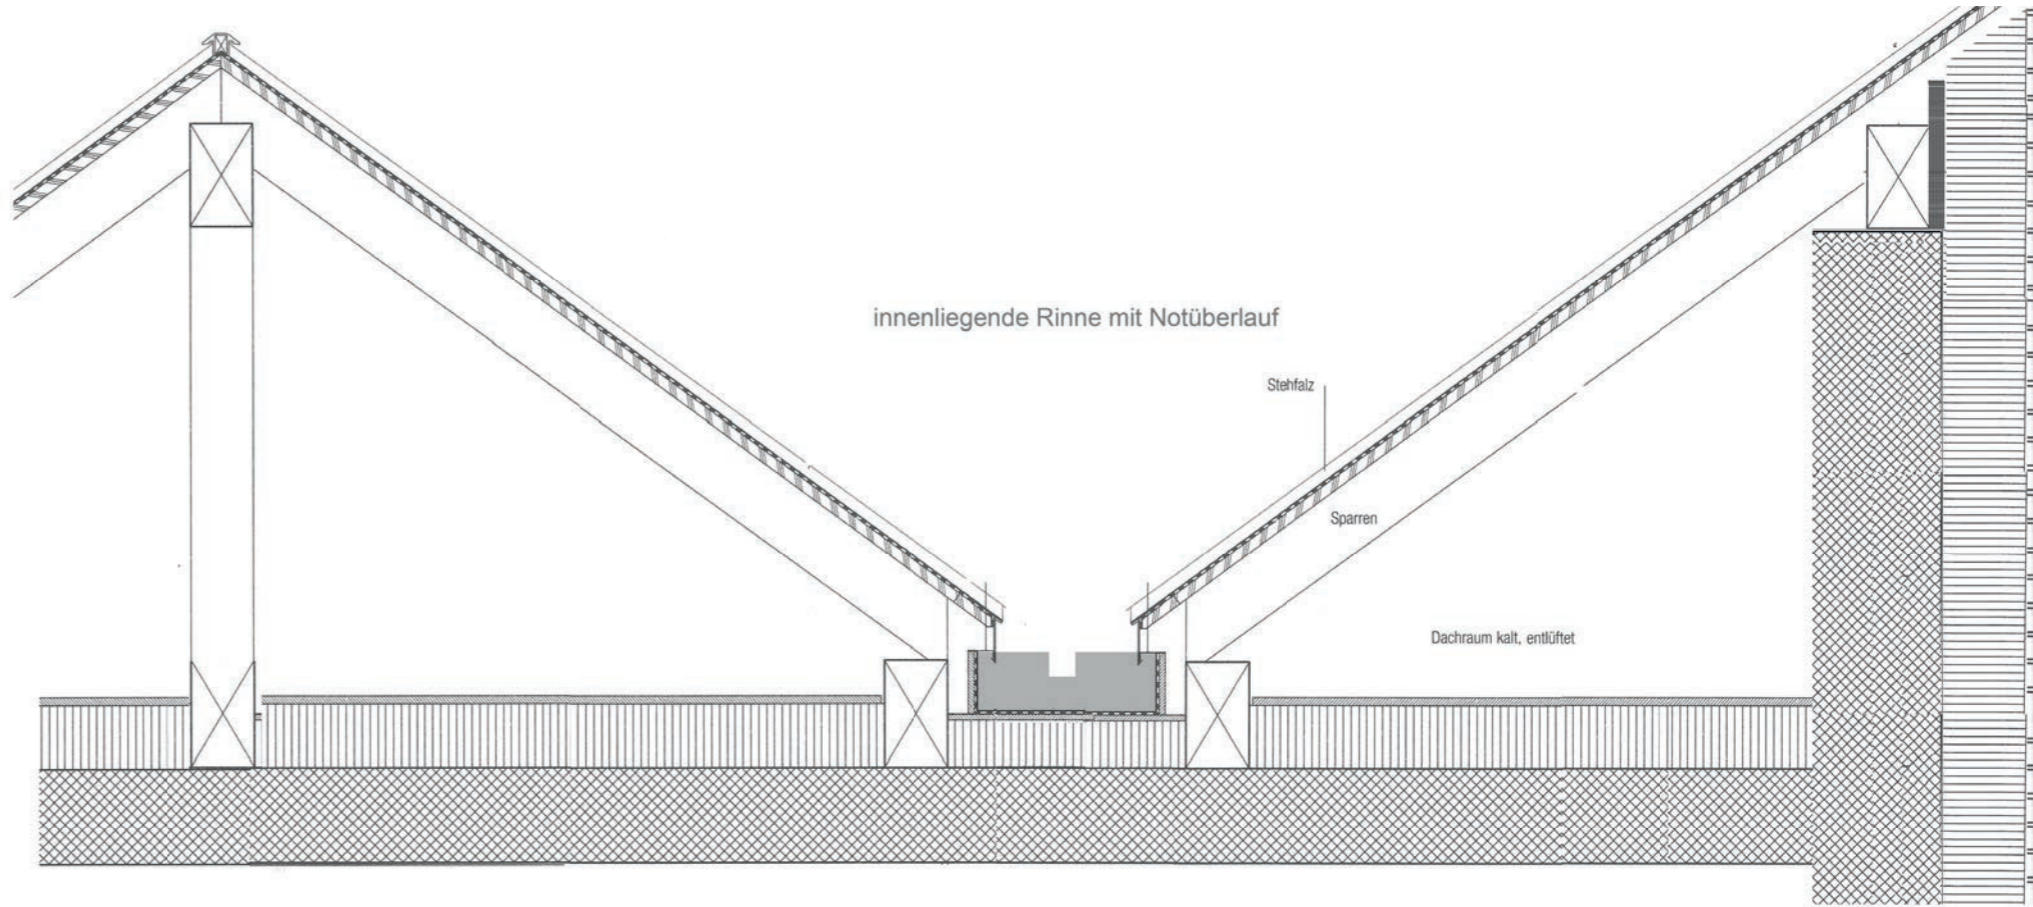 innenliegende Rinne mit Notüberlauf
Stehfalz
Sparren
Dachraum kalt, entlüftet